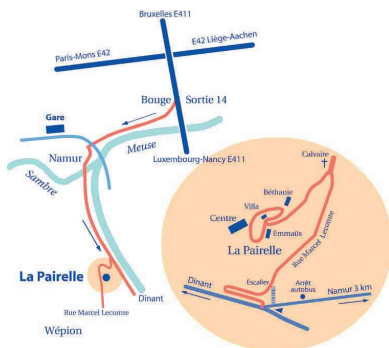 Bruxelles E411
E42 Liège-Aachen
Paris-Mons E42
Bouge
Sortie 14
Gare
Meuse
Namur
Luxembourg-Nancy E411
Sambre
La Pairelle
Dinant
Rue Marcel Lecomte
Wépion
Calvaire
Béthanie
Villa
Centre
Emmaüs
La Pairelle
Rue Marcel Lecomte
Escalier
Arrêt
autobus
Dinant
Namur 3 km